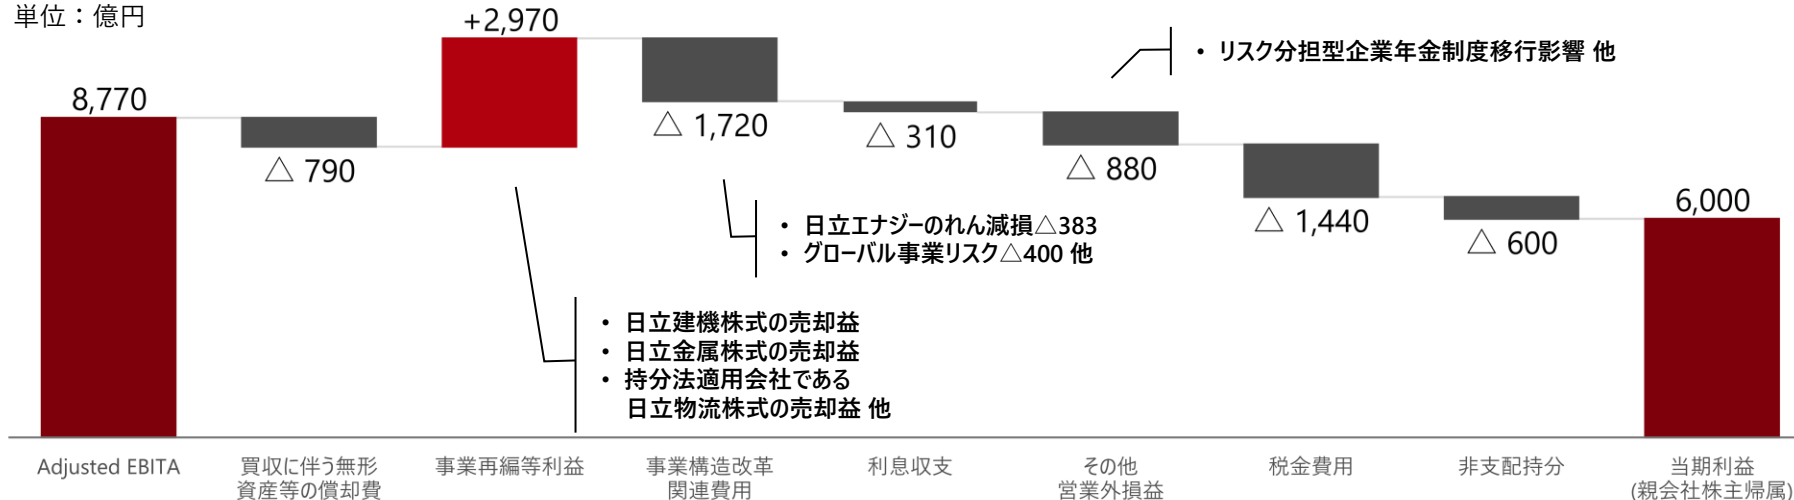 単位：億円
8,770
△ 790
+2,970
△ 1,720
△ 310
△ 880
△ 1,440
△ 600
6,000
• リスク分担型企業年金制度移行影響 他
• 日立エナジーのれん減損△383
• グローバル事業リスク△400 他
• 日立建機株式の売却益
• 日立金属株式の売却益
• 持分法適用会社である
日立物流株式の売却益 他
Adjusted EBITA
買収に伴う無形
資産等の償却費
事業再編等利益
事業構造改革
関連費用
利息収支
その他
営業外損益
税金費用
非支配持分
当期利益
(親会社株主帰属)